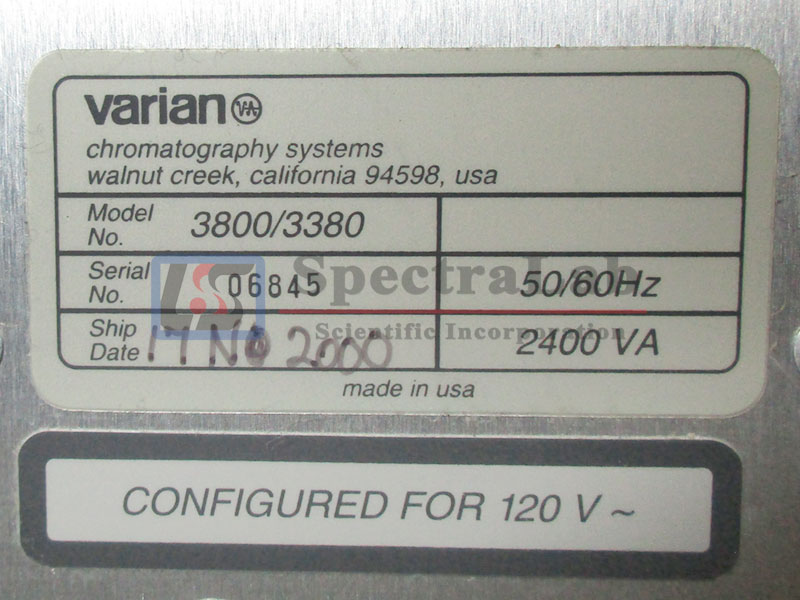 varian VA
chromatography systems
walnut creek, california 94598, usa
Model No. 3800/3380
Serial No. 06845 50/60Hz
Ship Date 2000 2400 VA
made in usa
SpectraLab
Scientific Incorporation
CONFIGURED FOR 120 V ~